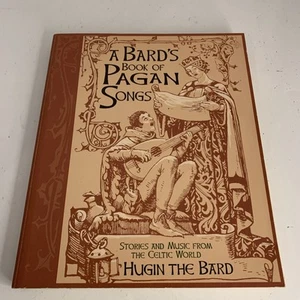 A BARD'S
BOOK OF
PAGAN
SONGS
STORIES AND MUSIC FROM
THE CELTIC WORLD
HUGIN THE BARD